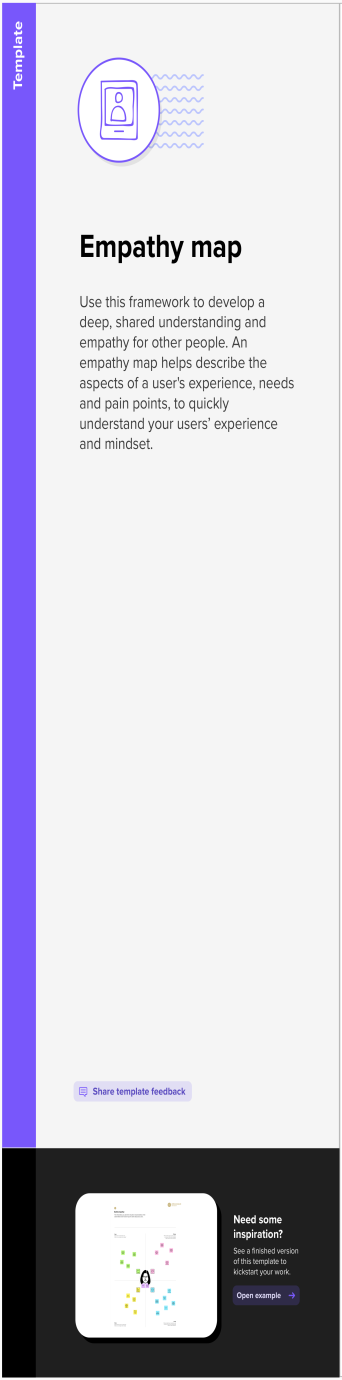 Template
Empathy map
Use this framework to develop a
deep, shared understanding and
empathy for other people. An
empathy map helps describe the
aspects of a user's experience, needs
and pain points, to quickly
understand your users’ experience
and mindset.
Share template feedback
Need some
inspiration?
See a finished version
of this template to
kickstart your work.
Open example